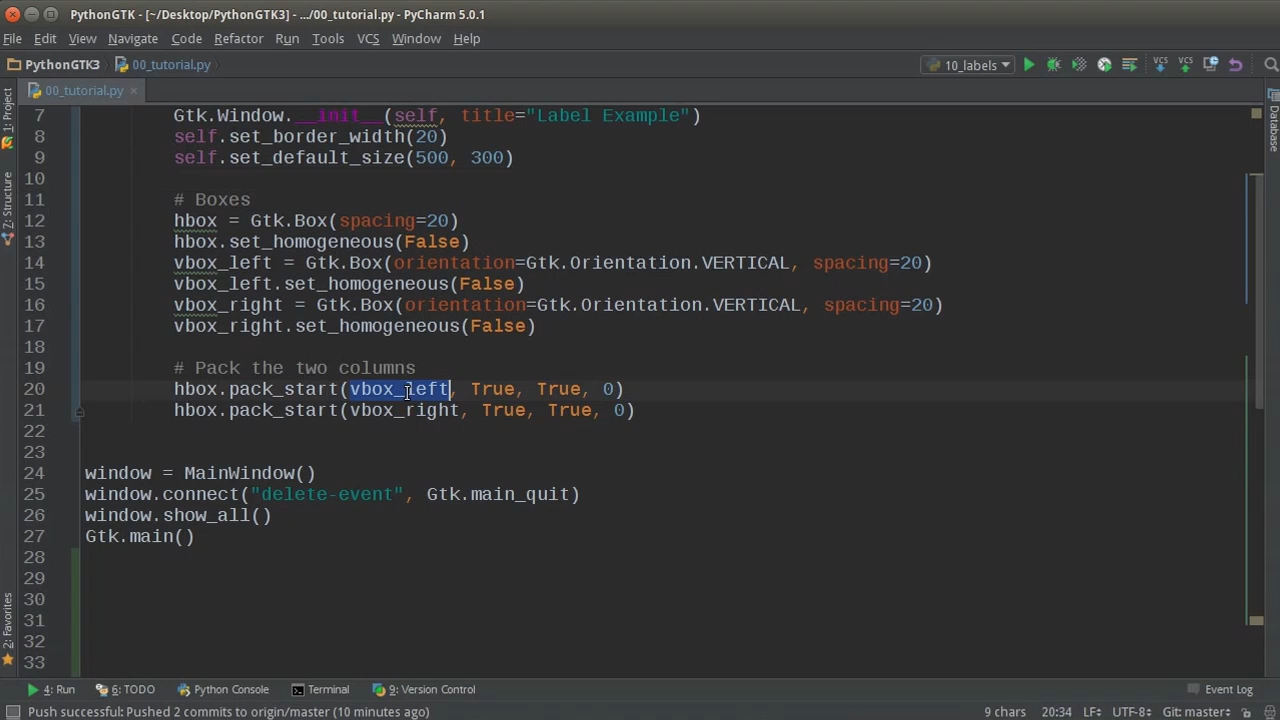 PythonGTK - [~/Desktop/PythonGTK3] - .../00_tutorial.py - PyCharm 5.0.1
File Edit View Navigate Code Refactor Run Tools VCS Window Help
PythonGTK3 00_tutorial.py 10_labels VCS VCS
00_tutorial.py
1: Project
7: Structure
2: Favorites
Database
7 Gtk.Window.__init__(self, title="Label Example")
8 self.set_border_width(20)
9 self.set_default_size(500, 300)
10
11 # Boxes
12 hbox = Gtk.Box(spacing=20)
13 hbox.set_homogeneous(False)
14 vbox_left = Gtk.Box(orientation=Gtk.Orientation.VERTICAL, spacing=20)
15 vbox_left.set_homogeneous(False)
16 vbox_right = Gtk.Box(orientation=Gtk.Orientation.VERTICAL, spacing=20)
17 vbox_right.set_homogeneous(False)
18
19 # Pack the two columns
20 hbox.pack_start(vbox_left, True, True, 0)
21 hbox.pack_start(vbox_right, True, True, 0)
22
23
24 window = MainWindow()
25 window.connect("delete-event", Gtk.main_quit)
26 window.show_all()
27 Gtk.main()
28
29
30
31
32
33
4: Run 6: TODO Python Console Terminal 9: Version Control Event Log
Push successful: Pushed 2 commits to origin/master (10 minutes ago) 9 chars 20:34 LF÷ UTF-8÷ Git: master÷